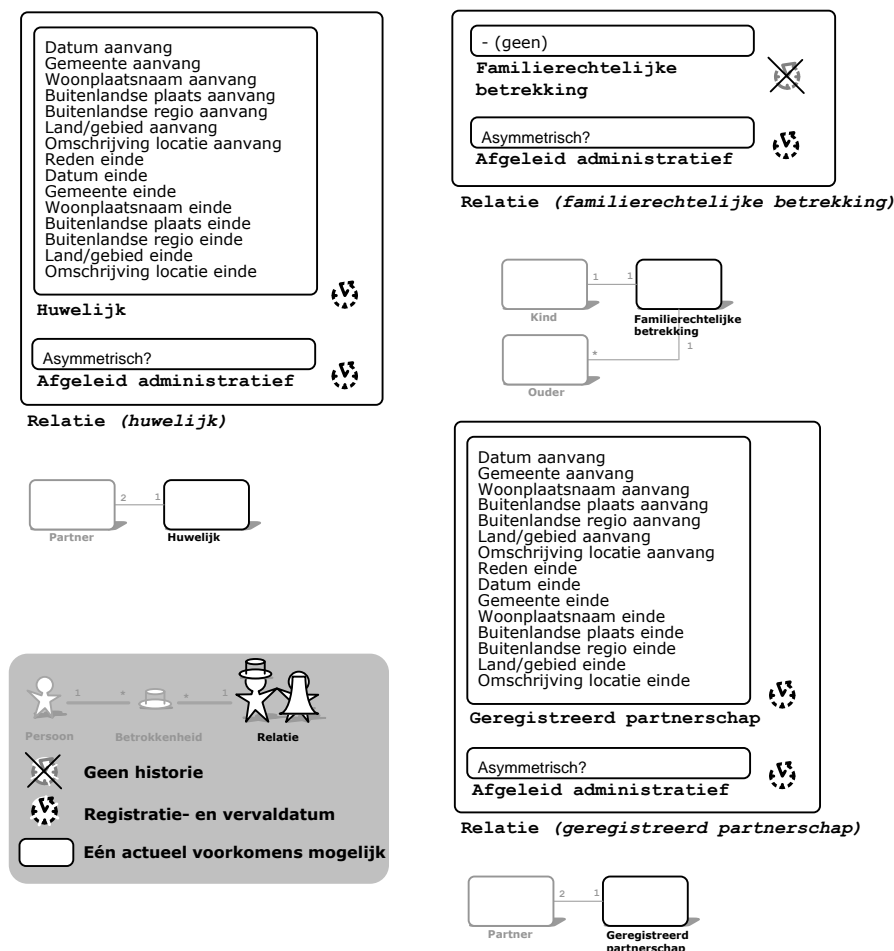 Datum aanvang
Gemeente aanvang
Woonplaatsnaam aanvang
Buitenlandse plaats aanvang
Buitenlandse regio aanvang
Land/gebied aanvang
Omschrijving locatie aanvang
Reden einde
Datum einde
Gemeente einde
Woonplaatsnaam einde
Buitenlandse plaats einde
Buitenlandse regio einde
Land/gebied einde
Omschrijving locatie einde
Huwelijk
Asymmetrisch?
Afgeleid administratief
Relatie (huwelijk)
2 1
Partner Huwelijk
1 * * 1
Persoon Betrokkenheid Relatie
Geen historie
Registratie- en vervaldatum
Eén actueel voorkomens mogelijk
- (geen)
Familierechtelijke
betrekking
Asymmetrisch?
Afgeleid administratief
Relatie (familierechtelijke betrekking)
1 1
Kind Familierechtelijke
betrekking
* 1
Ouder
Datum aanvang
Gemeente aanvang
Woonplaatsnaam aanvang
Buitenlandse plaats aanvang
Buitenlandse regio aanvang
Land/gebied aanvang
Omschrijving locatie aanvang
Reden einde
Datum einde
Gemeente einde
Woonplaatsnaam einde
Buitenlandse plaats einde
Buitenlandse regio einde
Land/gebied einde
Omschrijving locatie einde
Geregistreerd partnerschap
Asymmetrisch?
Afgeleid administratief
Relatie (geregistreerd partnerschap)
2 1
Partner Geregistreerd
partnerschap